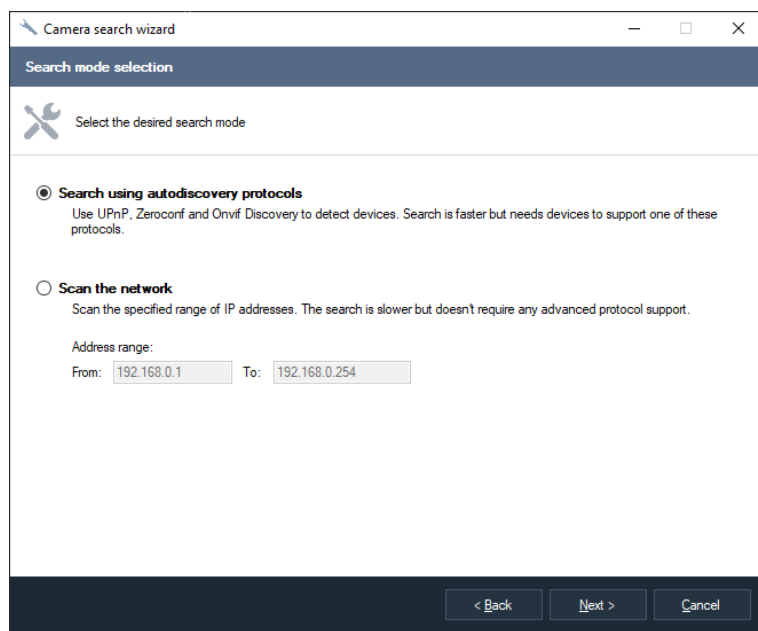 Camera search wizard
Search mode selection
Select the desired search mode
Search using autodiscovery protocols
Use UPnP, Zeroconf and Onvif Discovery to detect devices. Search is faster but needs devices to support one of these
protocols.
Scan the network
Scan the specified range of IP addresses. The search is slower but doesn't require any advanced protocol support.
Address range:
From: 192.168.0.1 To: 192.168.0.254
< Back Next > Cancel